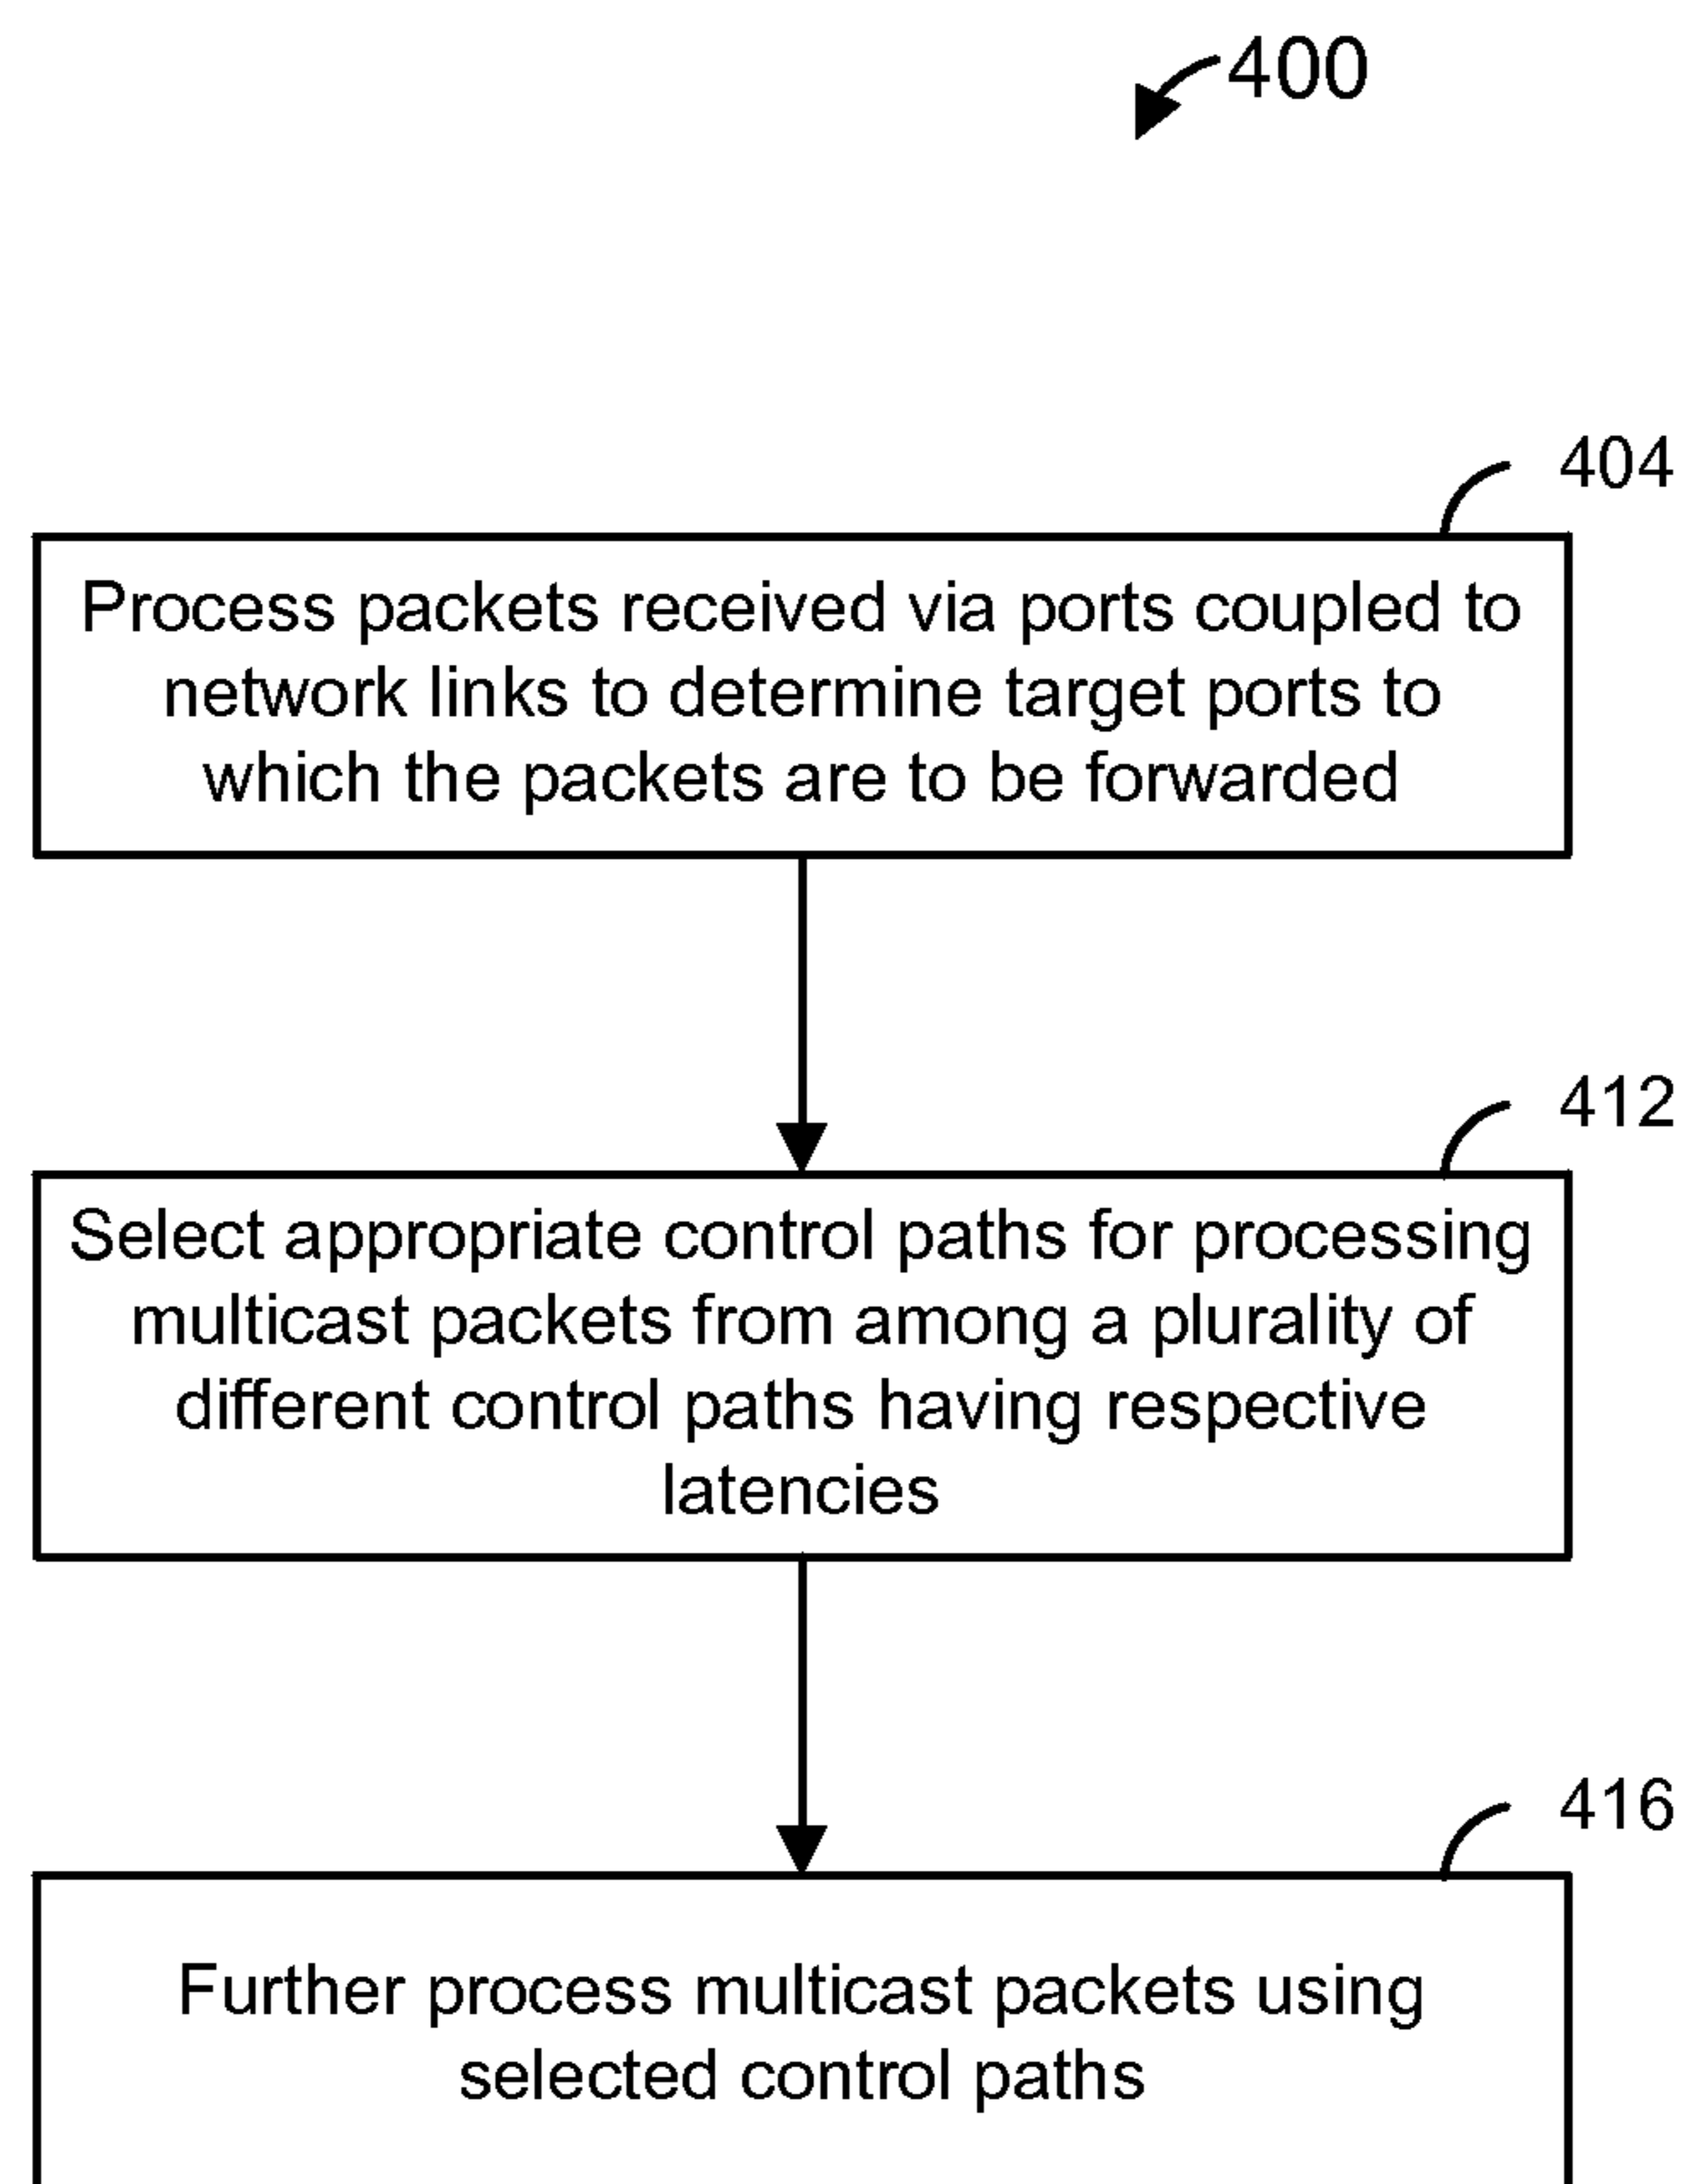 400
404
Process packets received via ports coupled to
network links to determine target ports to
which the packets are to be forwarded
412
Select appropriate control paths for processing
multicast packets from among a plurality of
different control paths having respective
latencies
416
Further process multicast packets using
selected control paths